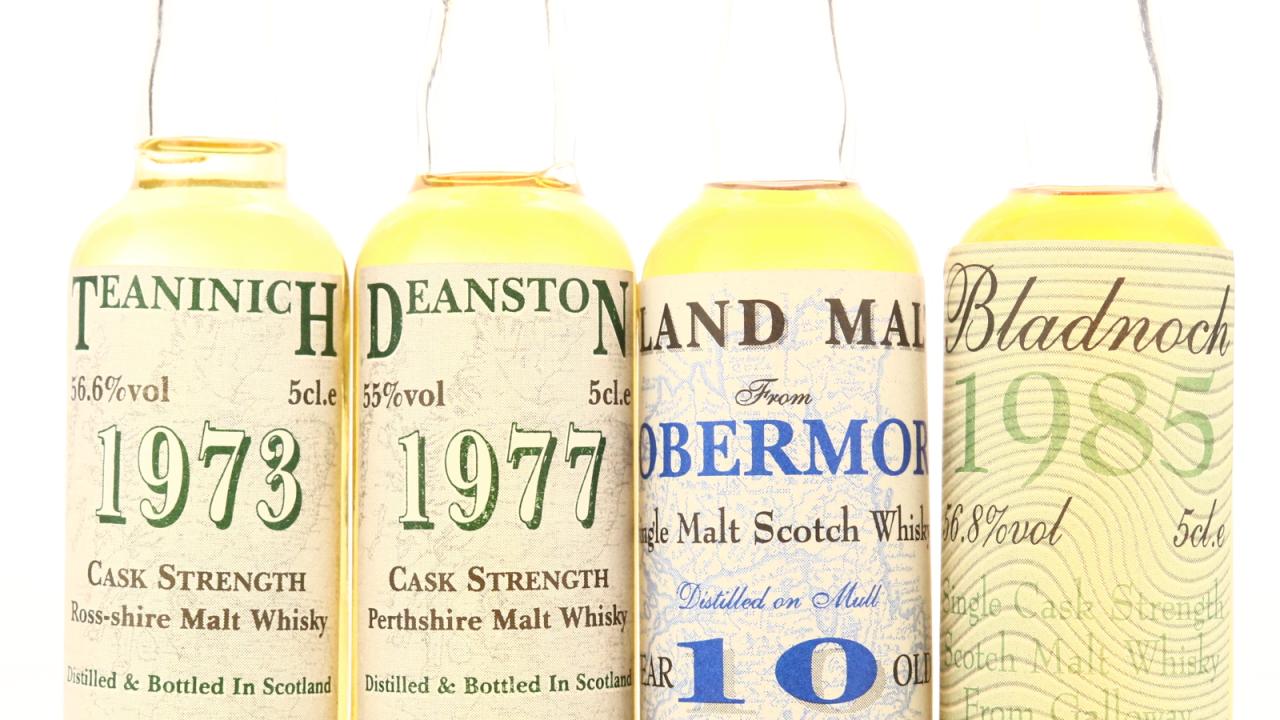 TEANINICH
56.6%vol 5cl.e
1973
CASK STRENGTH
Ross-shire Malt Whisky
Distilled & Bottled In Scotland
DEANSTON
55%vol 5cl.e
1977
CASK STRENGTH
Perthshire Malt Whisky
Distilled & Bottled In Scotland
LAND MAL
From
OBERMOR
ngle Malt Scotch Whisky
Distilled on Mull
EAR 10 OLD
Bladnoch
1985
56.8%vol 5cl.e
Single Cask Strength
Scotch Malt Whisky
From Galloway